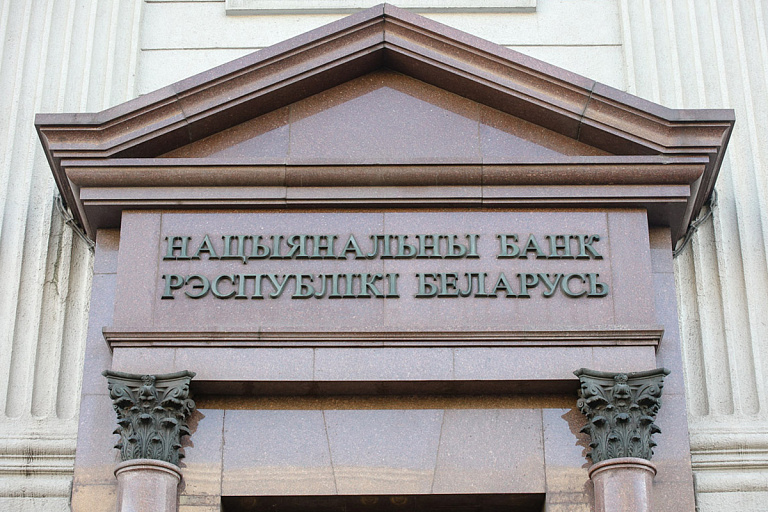 НАЦЫЯНАЛЬНЫ БАНК
РЭСПУБЛІКІ БЕЛАРУСЬ